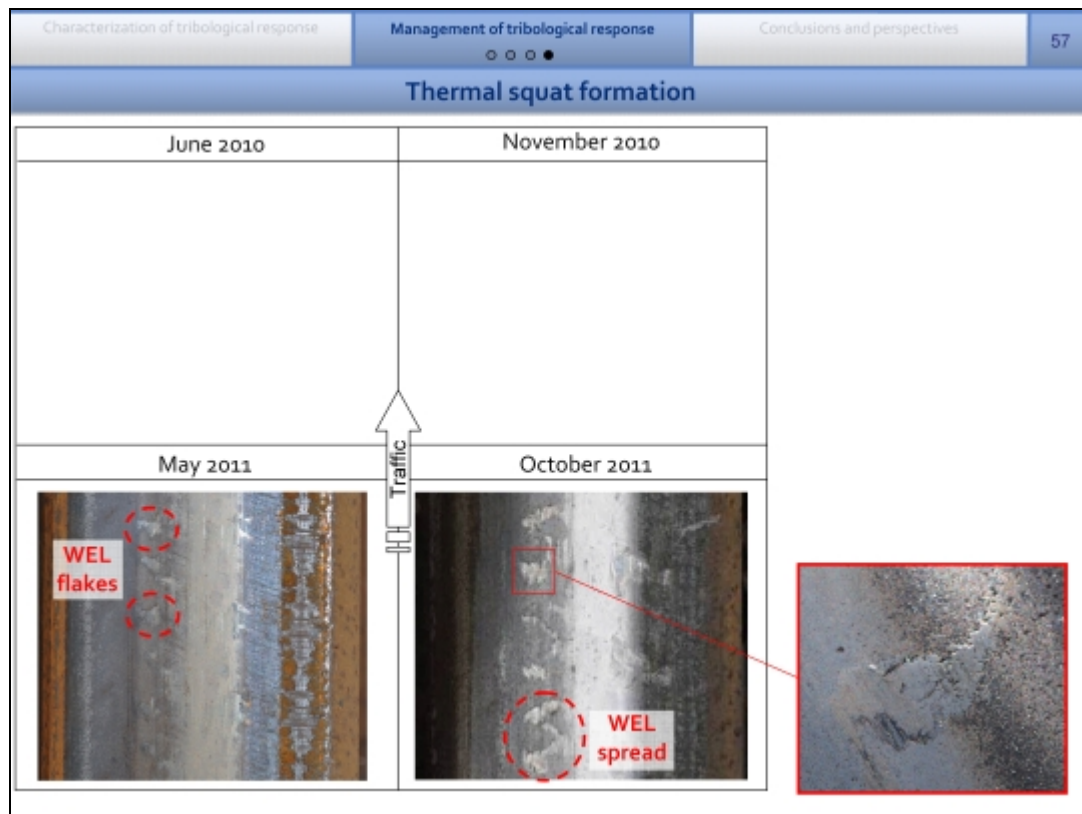 Characterization of tribological response
Management of tribological response
Conclusions and perspectives
57
Thermal squat formation
June 2010
November 2010
May 2011
Traffic
October 2011
WEL
flakes
WEL
spread